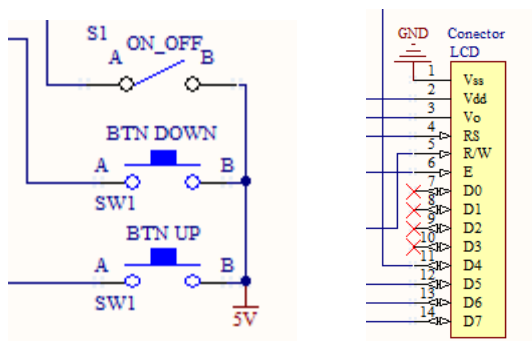 S1
ON_OFF
A B
BTN DOWN
A B
SW1
BTN UP
A B
SW1
5V
GND
Conector
LCD
1 Vss
2 Vdd
3 Vo
4 RS
5 R/W
6 E
7 D0
8 D1
9 D2
10 D3
11 D4
12 D5
13 D6
14 D7